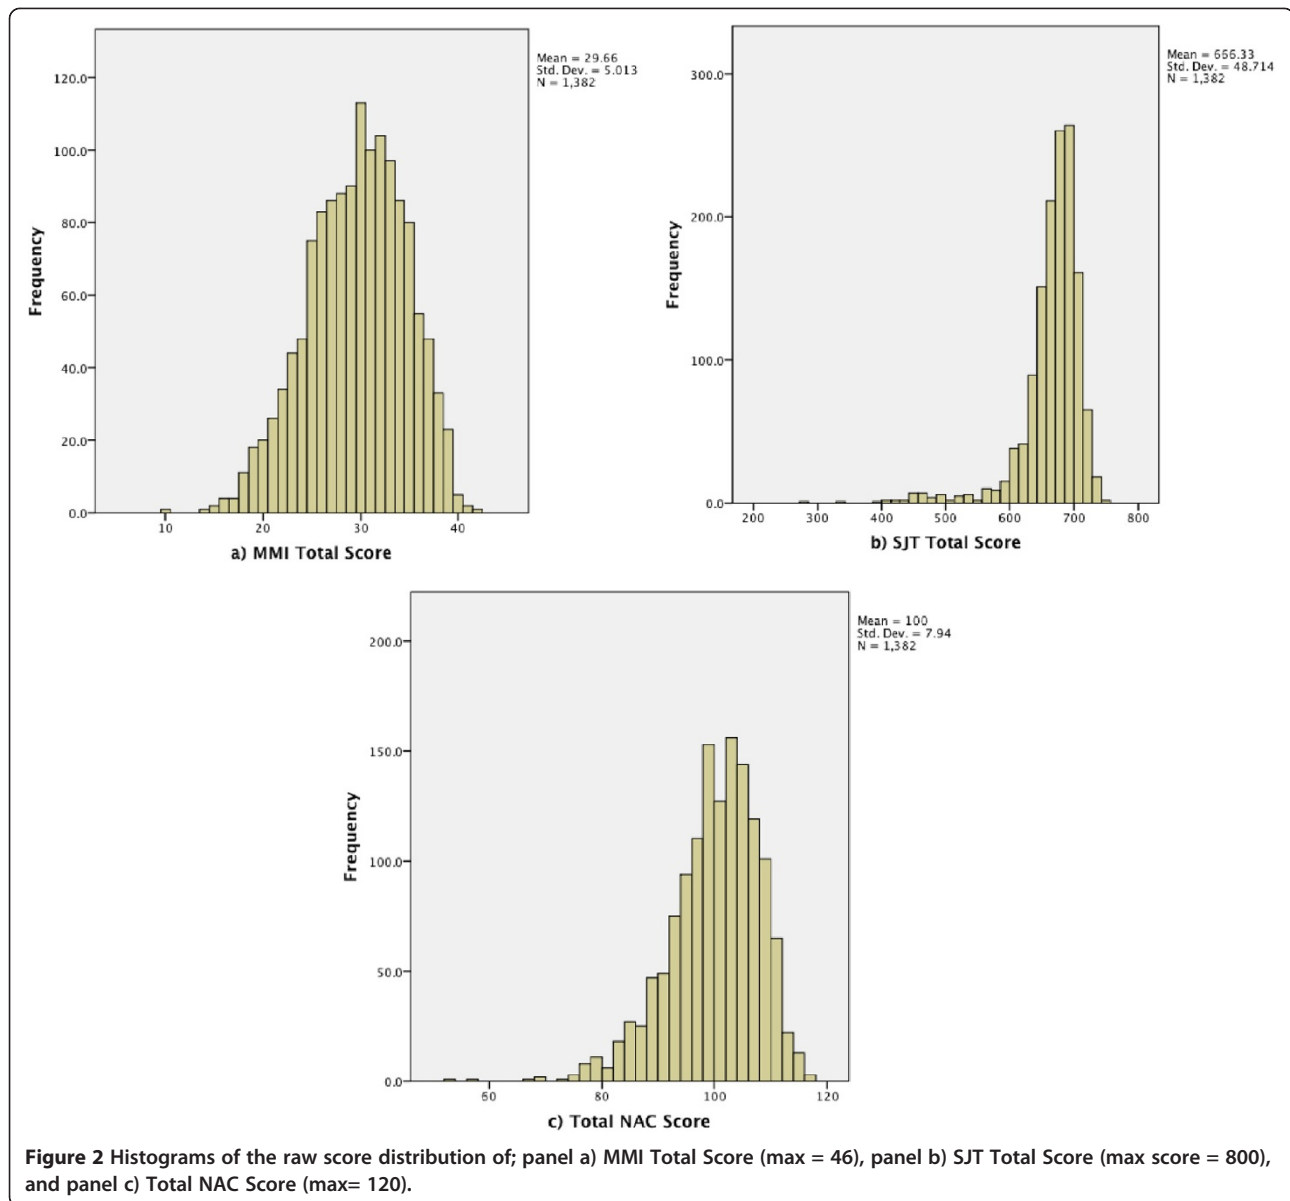 Mean = 29.66
Std. Dev. = 5.013
N = 1,382
120.0
100.0
80.0
60.0
40.0
20.0
0.0
Frequency
10 20 30 40
a) MMI Total Score
Mean = 666.33
Std. Dev. = 48.714
N = 1,382
300.0
200.0
100.0
0.0
Frequency
200 300 400 500 600 700 800
b) SJT Total Score
Mean = 100
Std. Dev. = 7.94
N = 1,382
200.0
150.0
100.0
50.0
0.0
Frequency
60 80 100 120
c) Total NAC Score
Figure 2 Histograms of the raw score distribution of; panel a) MMI Total Score (max = 46), panel b) SJT Total Score (max score = 800),
and panel c) Total NAC Score (max= 120).